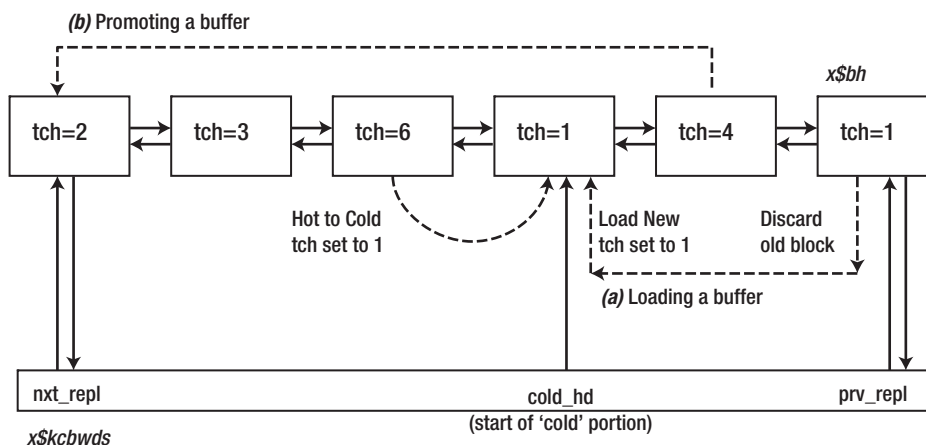 (b) Promoting a buffer
x$bh
tch=2
tch=3
tch=6
tch=1
tch=4
tch=1
Hot to Cold
tch set to 1
Load New
tch set to 1
Discard
old block
(a) Loading a buffer
nxt_repl
cold_hd
prv_repl
(start of ‘cold’ portion)
x$kcbwds